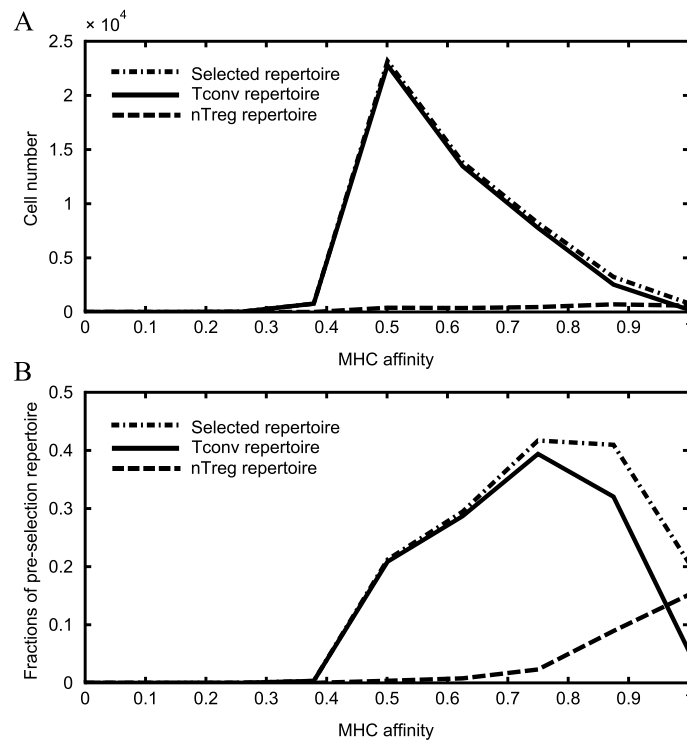 A
× 10⁴
2.5
2
1.5
1
0.5
0
Cell number
Selected repertoire
Tconv repertoire
nTreg repertoire
0 0.1 0.2 0.3 0.4 0.5 0.6 0.7 0.8 0.9 1
MHC affinity
B
0.5
0.4
0.3
0.2
0.1
0
Fractions of pre-selection repertoire
Selected repertoire
Tconv repertoire
nTreg repertoire
0 0.1 0.2 0.3 0.4 0.5 0.6 0.7 0.8 0.9
MHC affinity